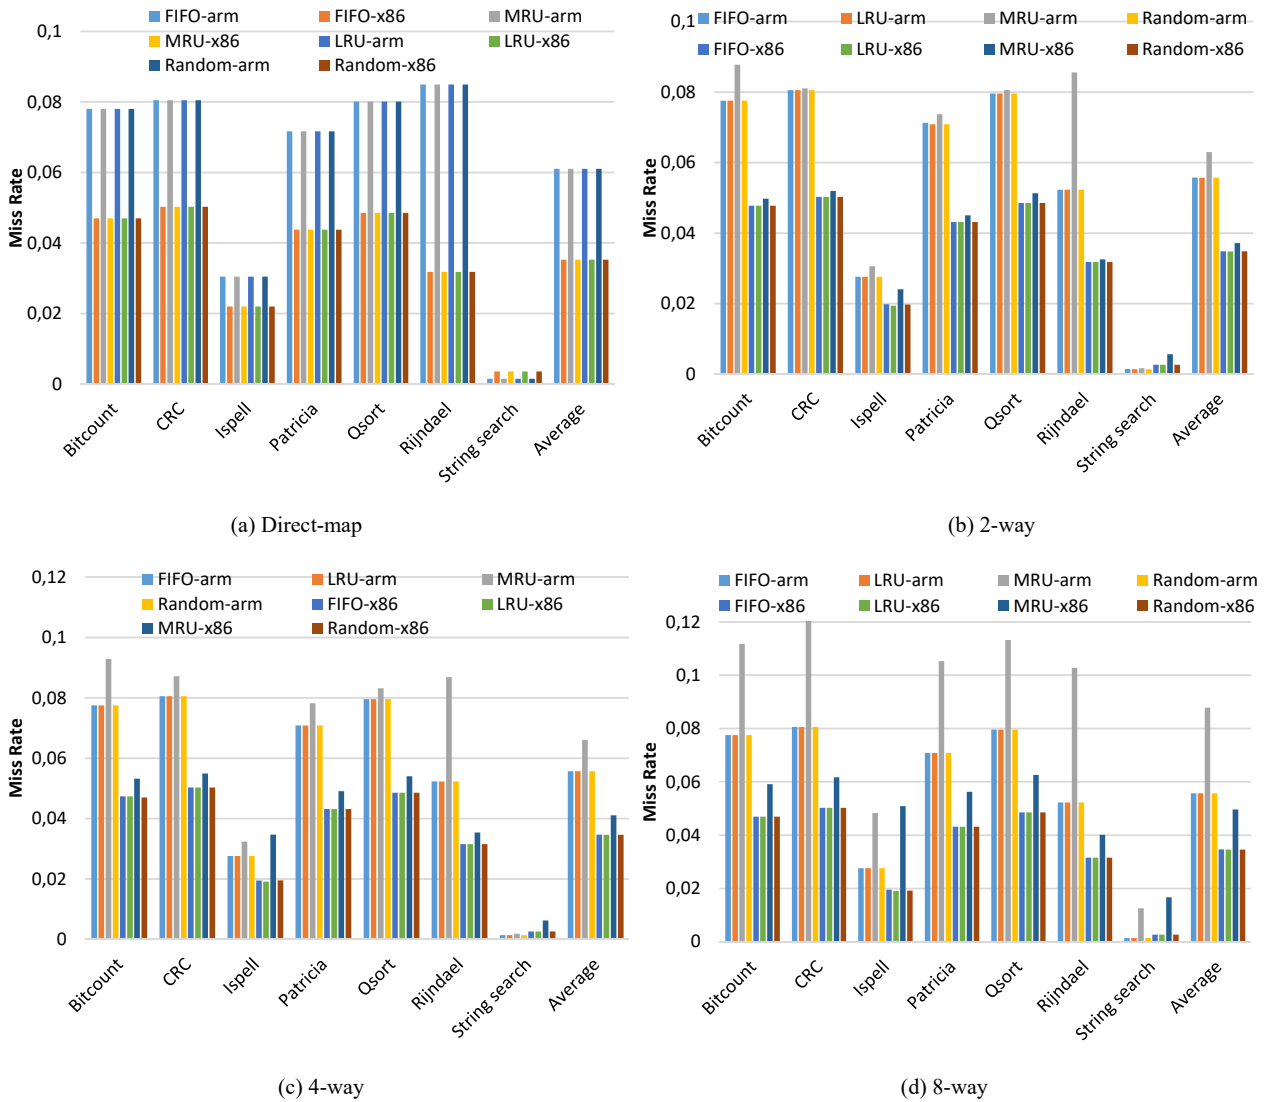 FIFO-arm FIFO-x86 MRU-arm
MRU-x86 LRU-arm LRU-x86
Random-arm Random-x86
0,1
0,08
0,06
0,04
0,02
0
Miss Rate
Bitcount CRC Ispell Patricia Qsort Rijndael String search Average
(a) Direct-map
FIFO-arm LRU-arm MRU-arm Random-arm
FIFO-x86 LRU-x86 MRU-x86 Random-x86
0,1
0,08
0,06
0,04
0,02
0
Miss Rate
Bitcount CRC Ispell Patricia Qsort Rijndael String search Average
(b) 2-way
FIFO-arm LRU-arm MRU-arm
Random-arm FIFO-x86 LRU-x86
MRU-x86 Random-x86
0,12
0,1
0,08
0,06
0,04
0,02
0
Miss Rate
Bitcount CRC Ispell Patricia Qsort Rijndael String search Average
(c) 4-way
FIFO-arm LRU-arm MRU-arm Random-arm
FIFO-x86 LRU-x86 MRU-x86 Random-x86
0,12
0,1
0,08
0,06
0,04
0,02
0
Miss Rate
Bitcount CRC Ispell Patricia Qsort Rijndael String search Average
(d) 8-way